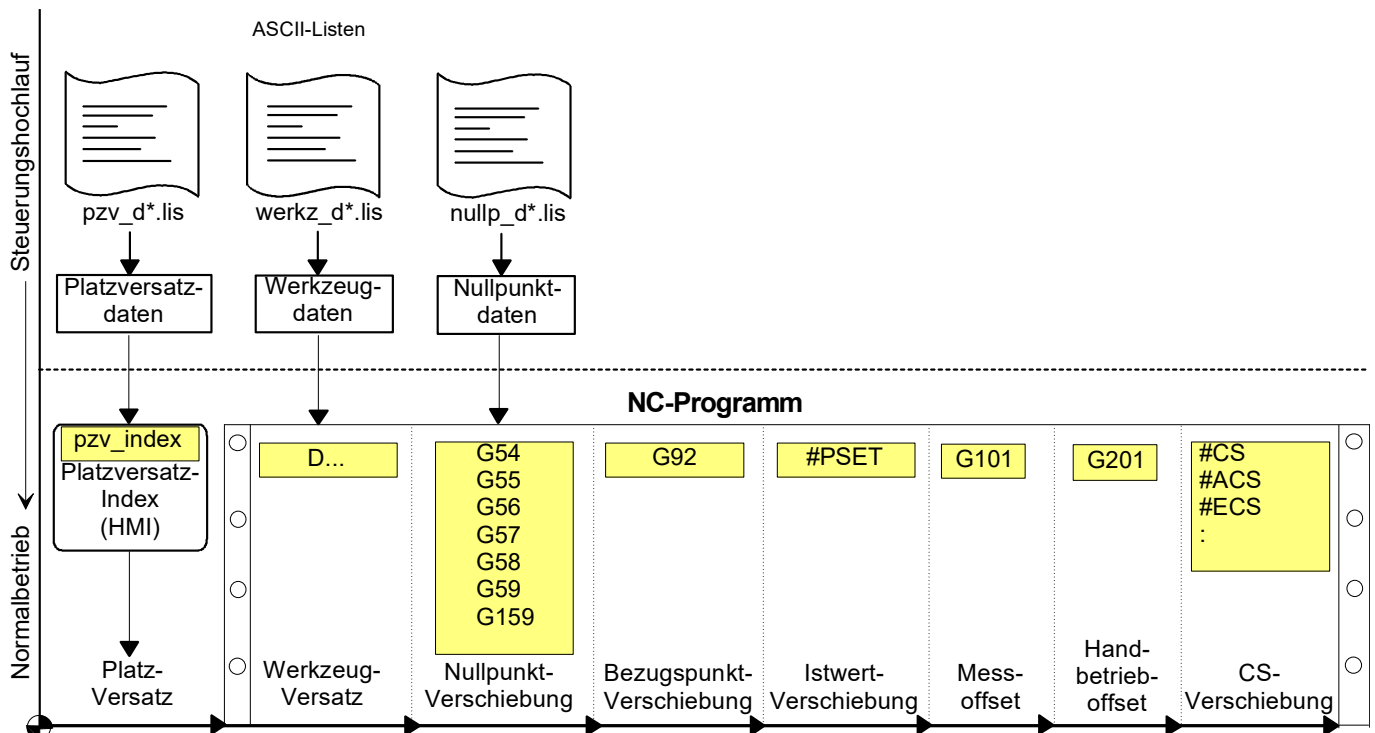 ASCII-Listen
Steuerungshochlauf
pzv_d*.lis
werkz_d*.lis
nullp_d*.lis
Platzversatz-
daten
Werkzeug-
daten
Nullpunkt-
daten
NC-Programm
Normalbetrieb
pzv_index
Platzversatz-
Index
(HMI)
D...
G54
G55
G56
G57
G58
G59
G159
G92
#PSET
G101
G201
#CS
#ACS
#ECS
:
Platz-
Versatz
Werkzeug-
Versatz
Nullpunkt-
Verschiebung
Bezugspunkt-
Verschiebung
Istwert-
Verschiebung
Mess-
offset
Hand-
betrieb-
offset
CS-
Verschiebung